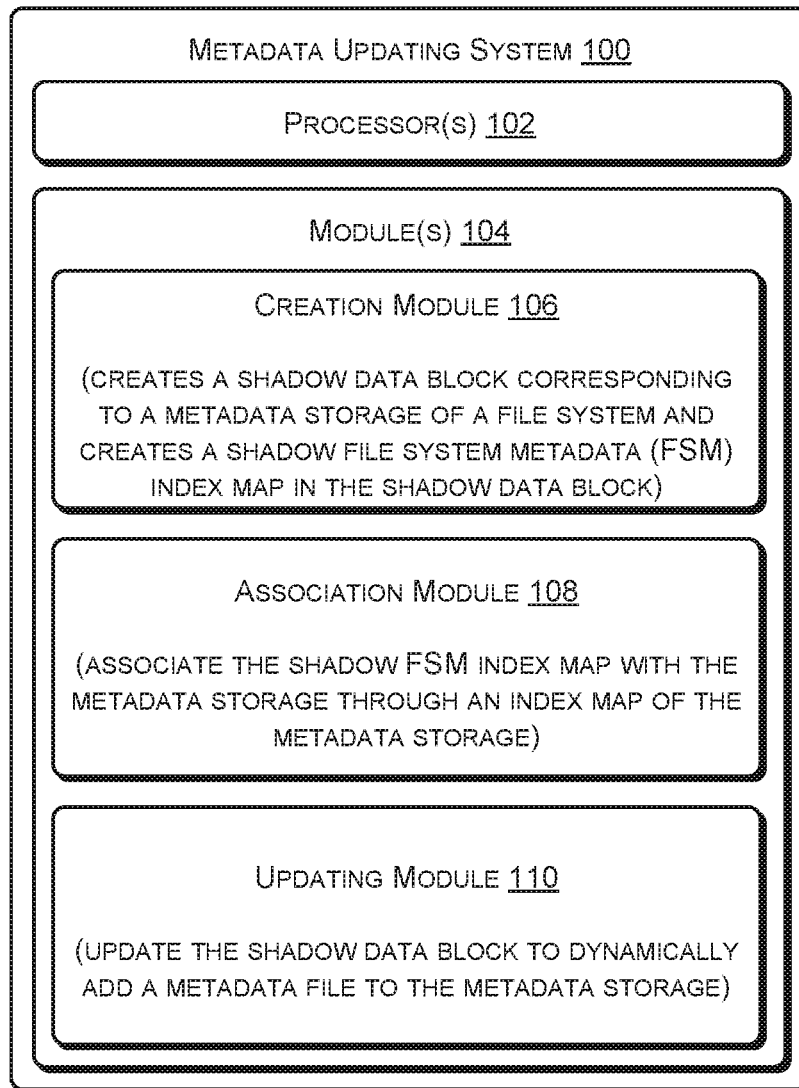 METADATA UPDATING SYSTEM 100
PROCESSOR(S) 102
MODULE(S) 104
CREATION MODULE 106
(CREATES A SHADOW DATA BLOCK CORRESPONDING
TO A METADATA STORAGE OF A FILE SYSTEM AND
CREATES A SHADOW FILE SYSTEM METADATA (FSM)
INDEX MAP IN THE SHADOW DATA BLOCK)
ASSOCIATION MODULE 108
(ASSOCIATE THE SHADOW FSM INDEX MAP WITH THE
METADATA STORAGE THROUGH AN INDEX MAP OF THE
METADATA STORAGE)
UPDATING MODULE 110
(UPDATE THE SHADOW DATA BLOCK TO DYNAMICALLY
ADD A METADATA FILE TO THE METADATA STORAGE)